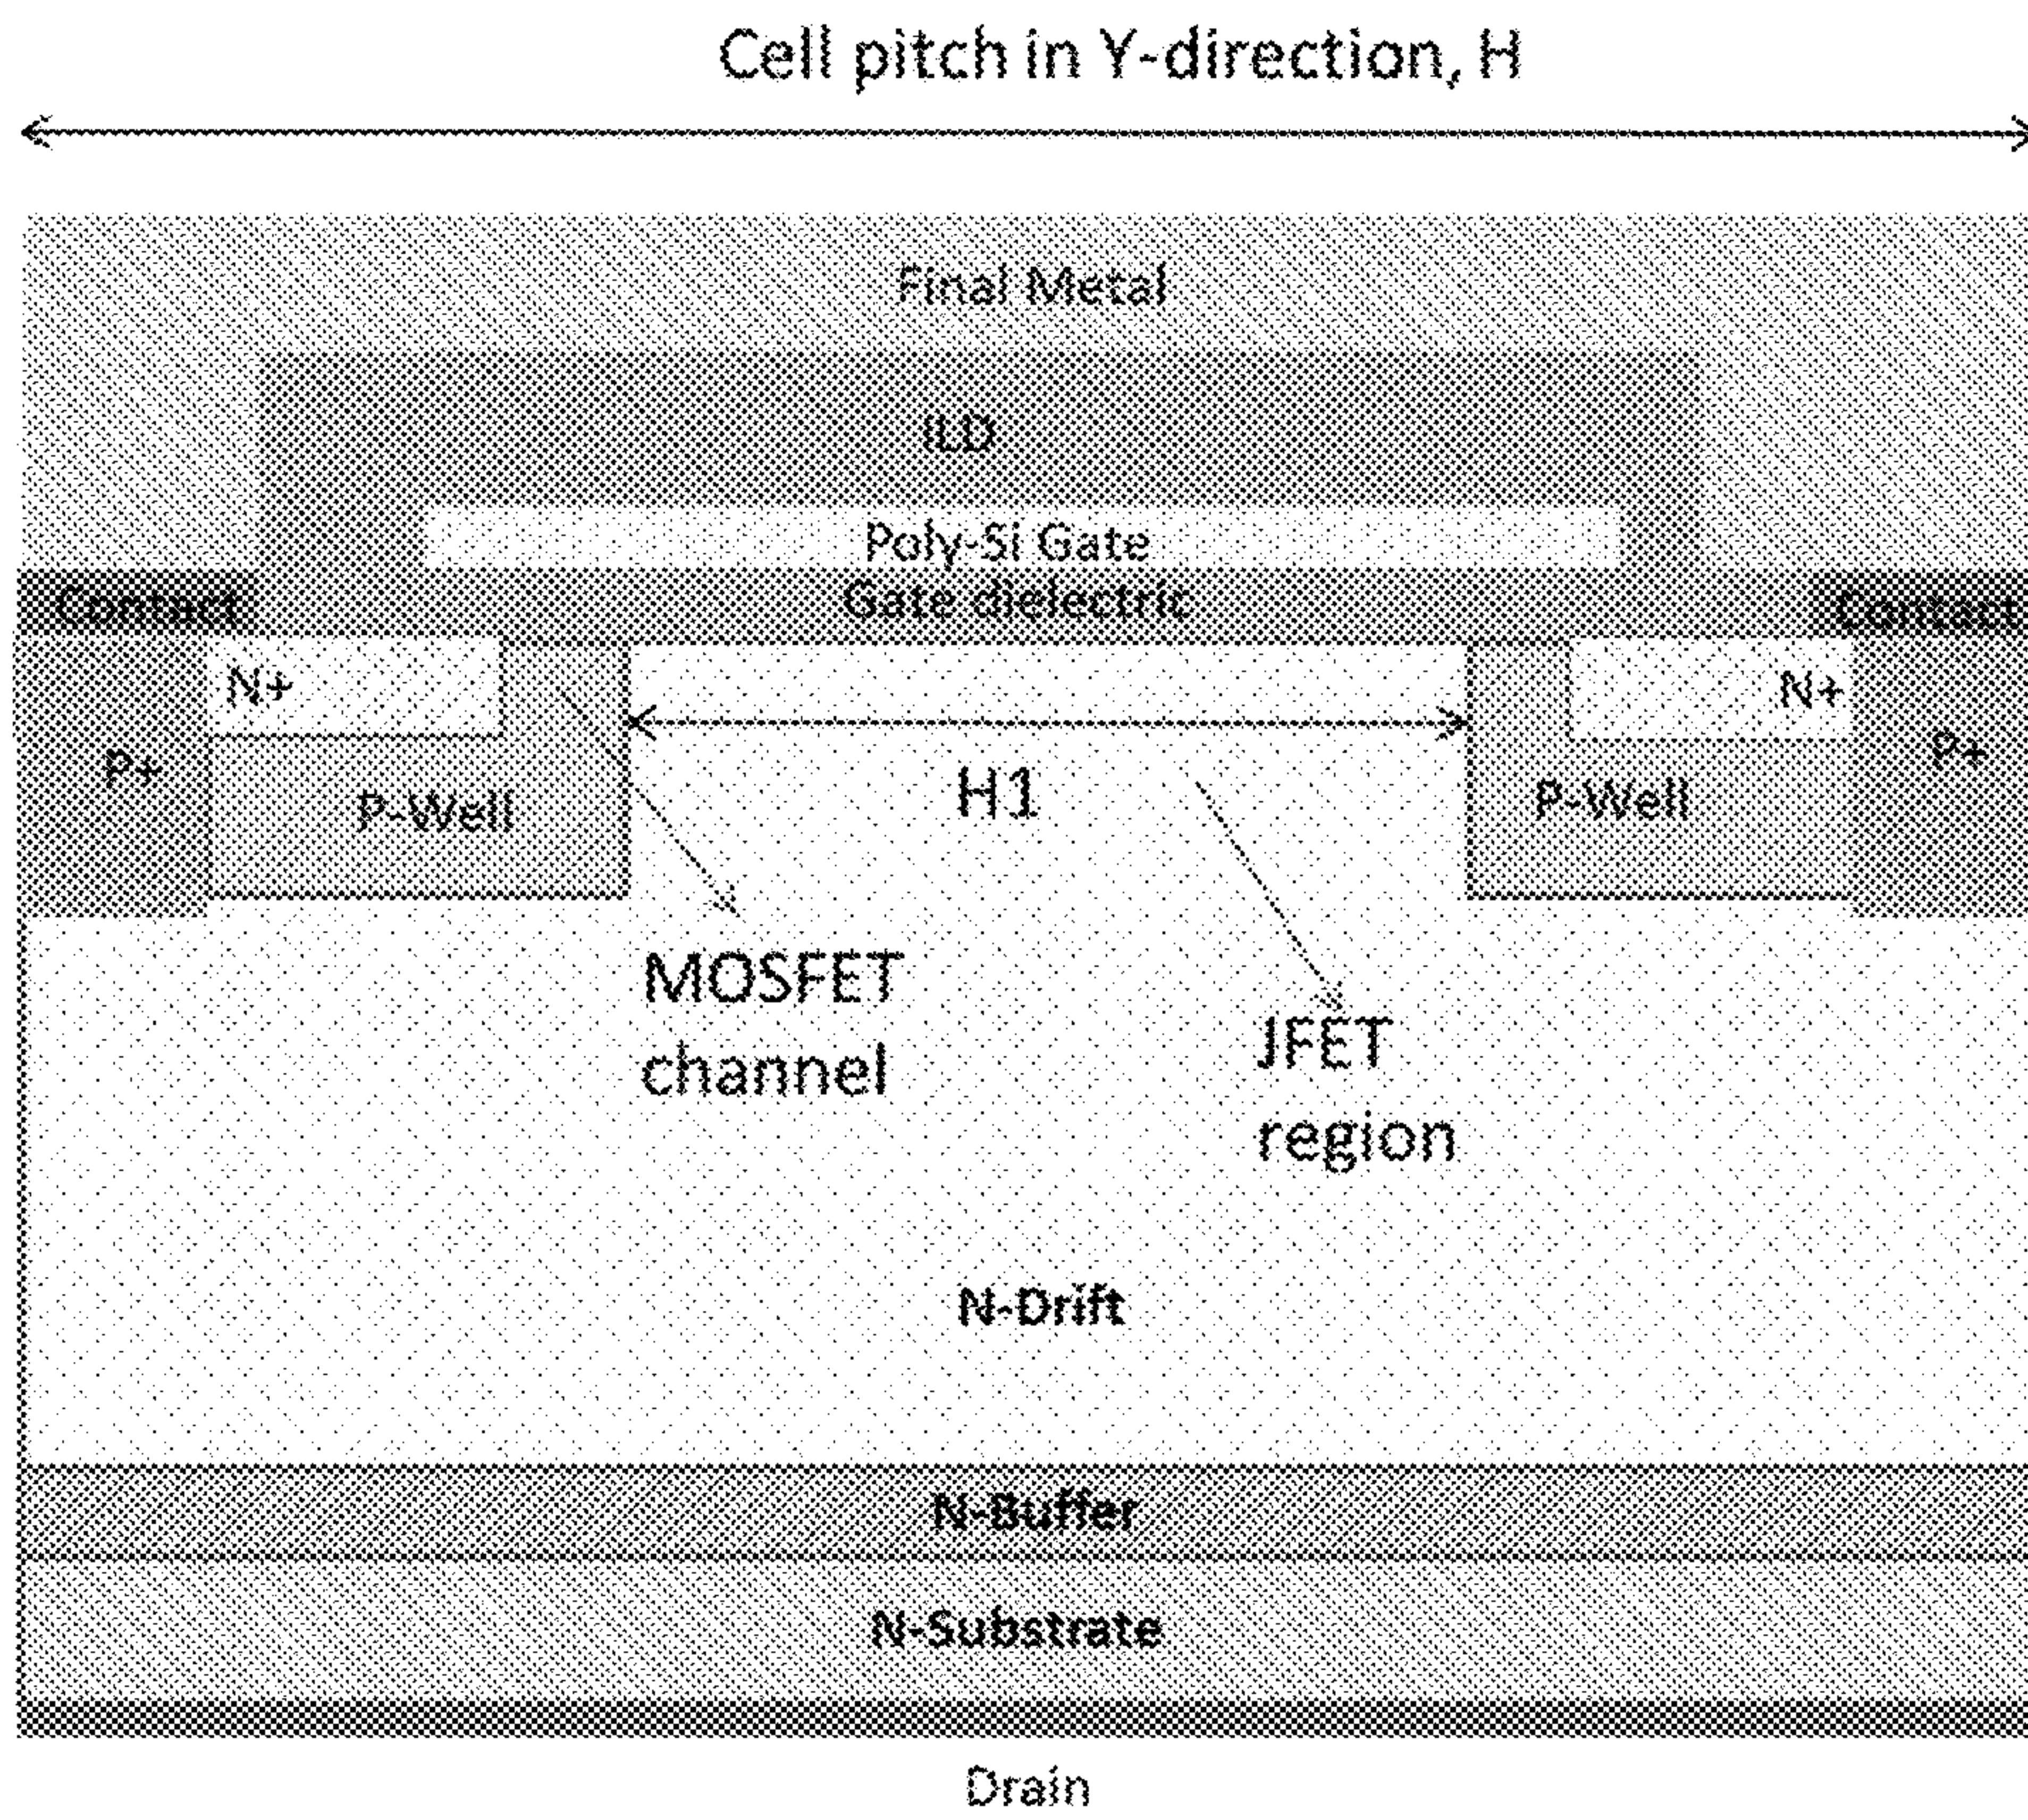 Cell pitch in Y-direction, H
Final Metal
ILD
Poly-Si Gate
Gate dielectric
Contact
Contact
N+
N+
P+
P+
H1
P-Well
P-Well
MOSFET
channel
JFET
region
N-Drift
N-Buffer
N-Substrate
Drain